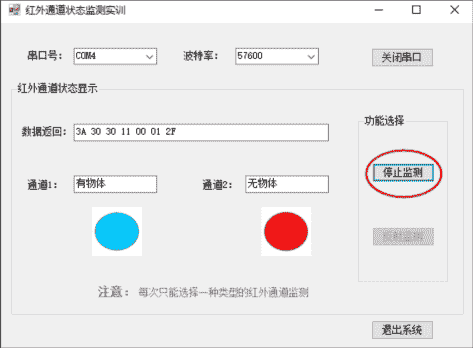 红外通道状态监测实训
串口号： COM4 波特率： 57600 关闭串口
红外通道状态显示
功能选择
数据返回： 3A 30 30 11 00 01 2F
停止监测
通道1： 有物体 通道2： 无物体
注意： 每次只能选择一种类型的红外通道监测
退出系统